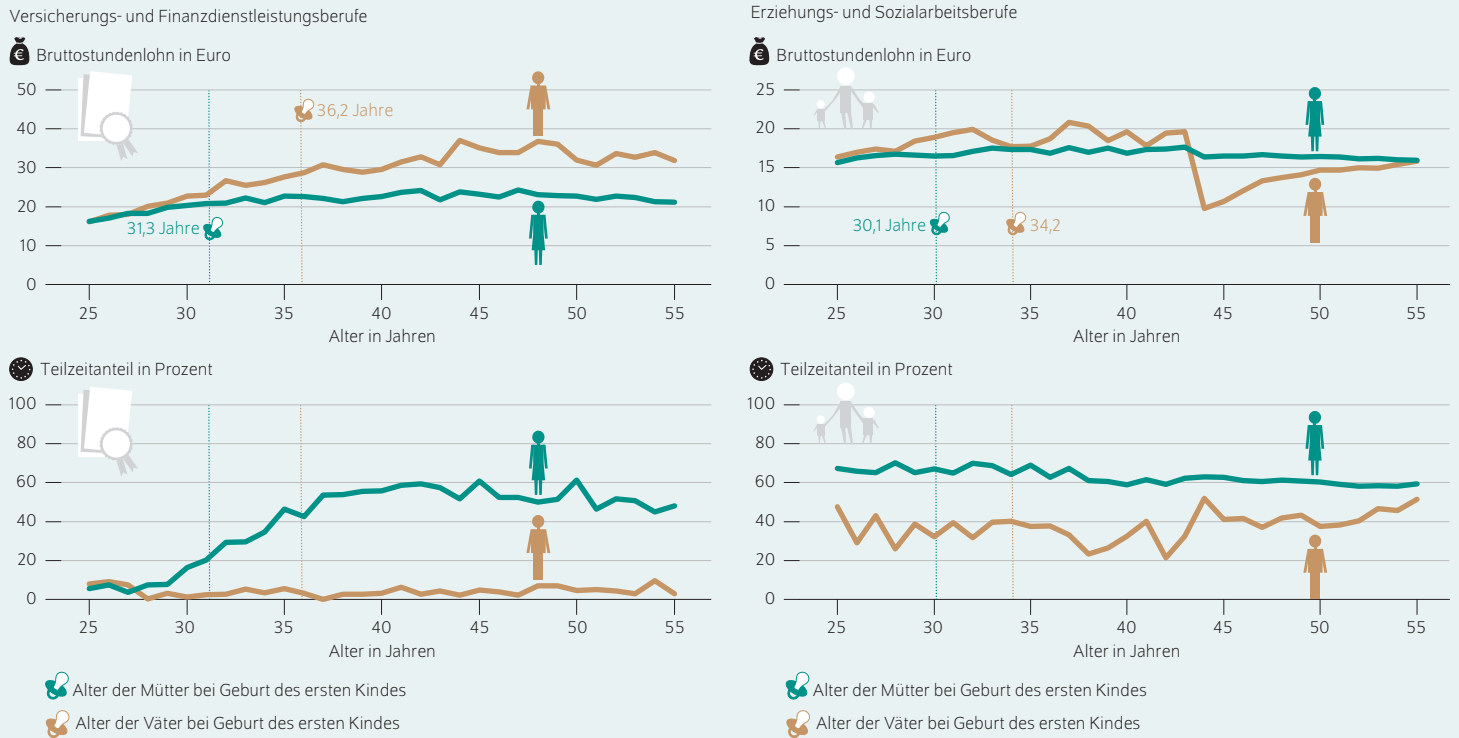 Versicherungs- und Finanzdienstleistungsberufe
€ Bruttostundenlohn in Euro
50
40
30
20
10
0
36,2 Jahre
31,3 Jahre
25 30 35 40 45 50 55
Alter in Jahren
Teilzeitanteil in Prozent
100
80
60
40
20
0
25 30 35 40 45 50 55
Alter in Jahren
Alter der Mütter bei Geburt des ersten Kindes
Alter der Väter bei Geburt des ersten Kindes
Erziehungs- und Sozialarbeitsberufe
€ Bruttostundenlohn in Euro
25
20
15
10
5
0
30,1 Jahre
34,2
25 30 35 40 45 50 55
Alter in Jahren
Teilzeitanteil in Prozent
100
80
60
40
20
0
25 30 35 40 45 50 55
Alter in Jahren
Alter der Mütter bei Geburt des ersten Kindes
Alter der Väter bei Geburt des ersten Kindes